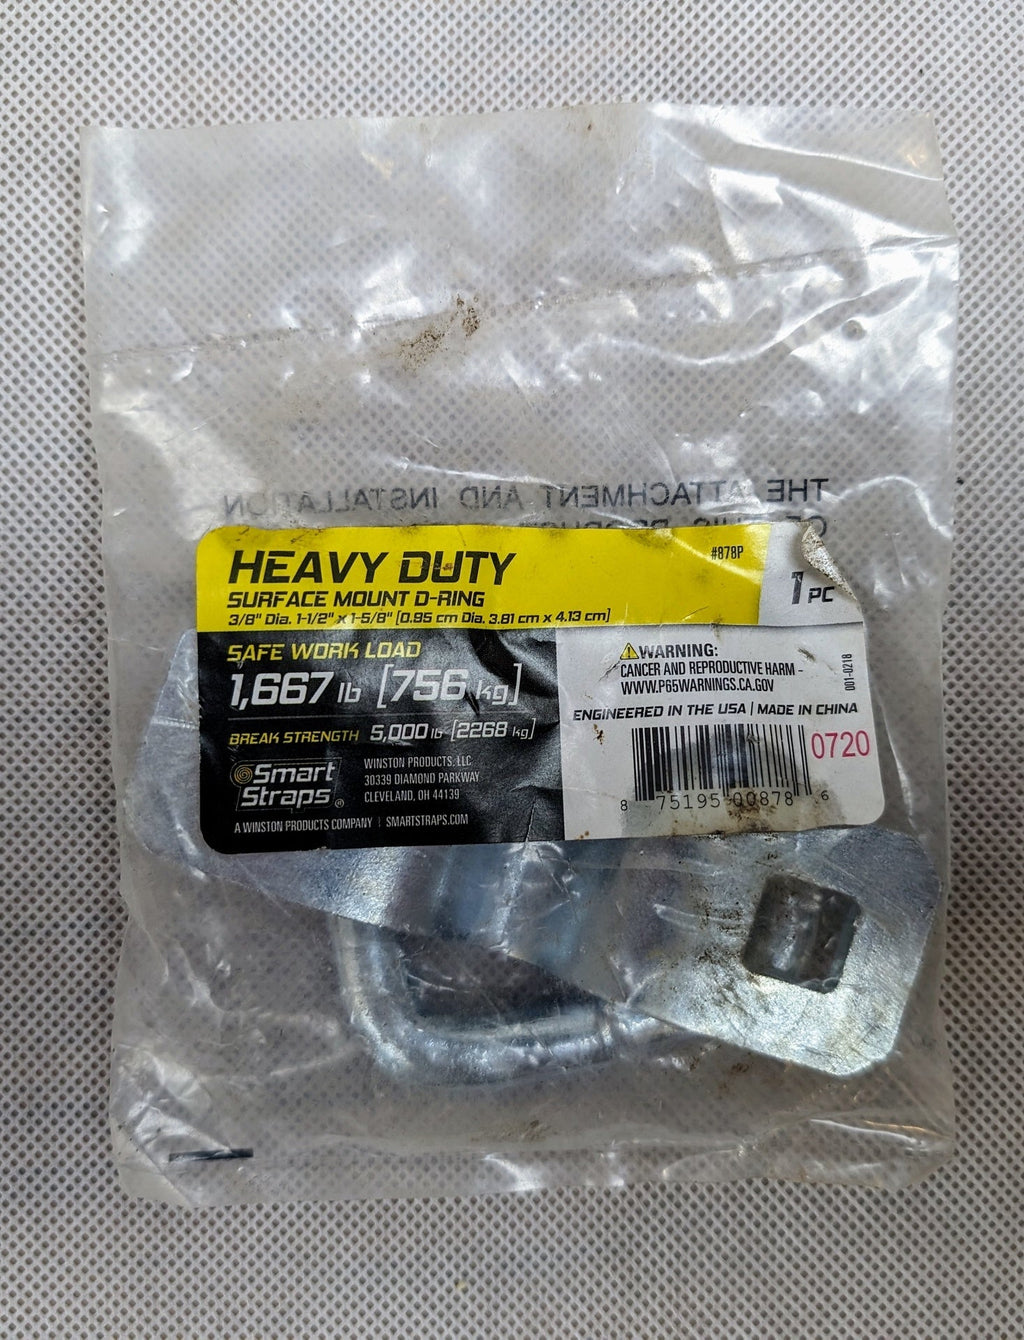 THE ATTACHMENT AND INSTALLATION
HEAVY DUTY
#878P
SURFACE MOUNT D-RING
3/8" Dia. 1-1/2" x 1-5/8" [0.95 cm Dia. 3.81 cm x 4.13 cm]
1 PC
SAFE WORK LOAD
1,667 lb [756 kg]
BREAK STRENGTH 5,000 lb [2268 kg]
Smart
Straps®
WINSTON PRODUCTS, LLC
30339 DIAMOND PARKWAY
CLEVELAND, OH 44139
A WINSTON PRODUCTS COMPANY | SMARTSTRAPS.COM
WARNING:
CANCER AND REPRODUCTIVE HARM -
WWW.P65WARNINGS.CA.GOV
001-0218
ENGINEERED IN THE USA | MADE IN CHINA
0720
8 75195 00878 6